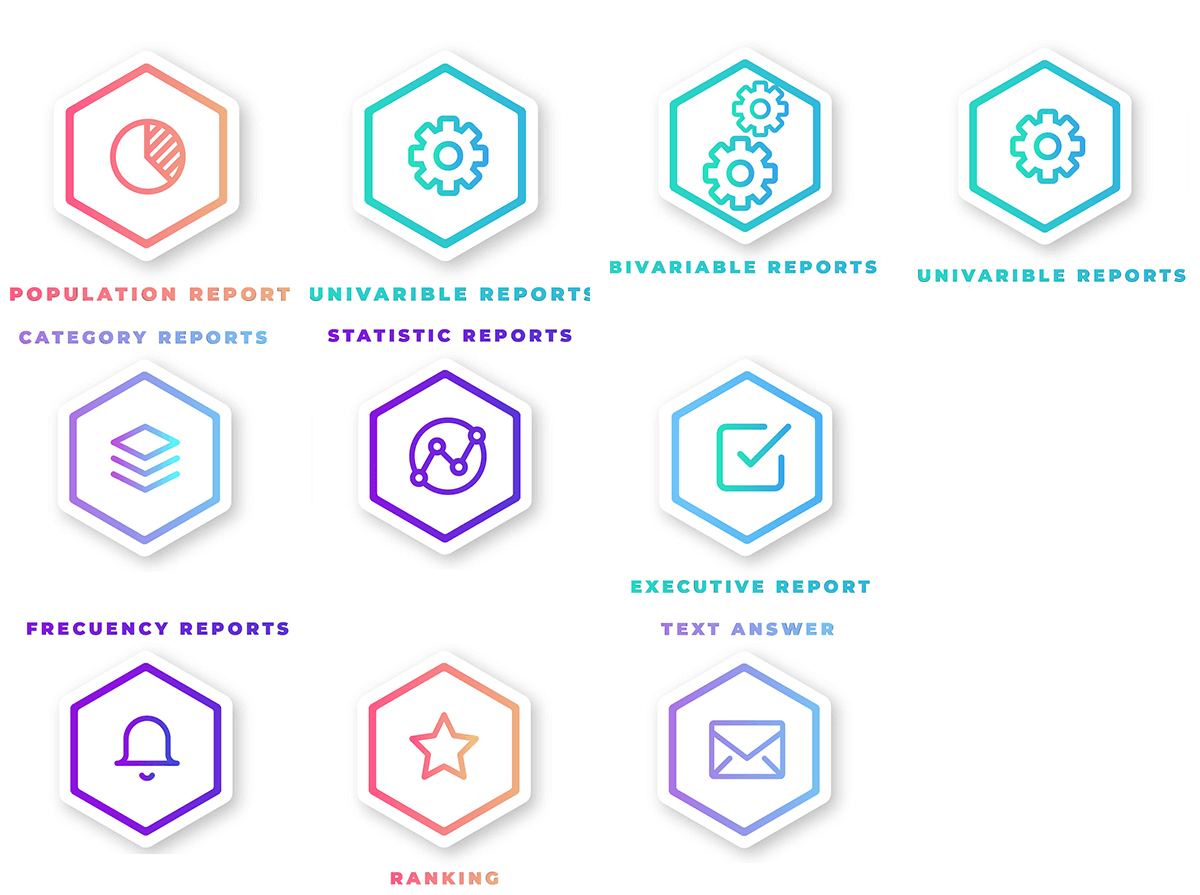 POPULATION REPORT
UNIVARIBLE REPORTS
BIVARIABLE REPORTS
UNIVARIBLE REPORTS
CATEGORY REPORTS
STATISTIC REPORTS
EXECUTIVE REPORT
FRECUENCY REPORTS
RANKING
TEXT ANSWER